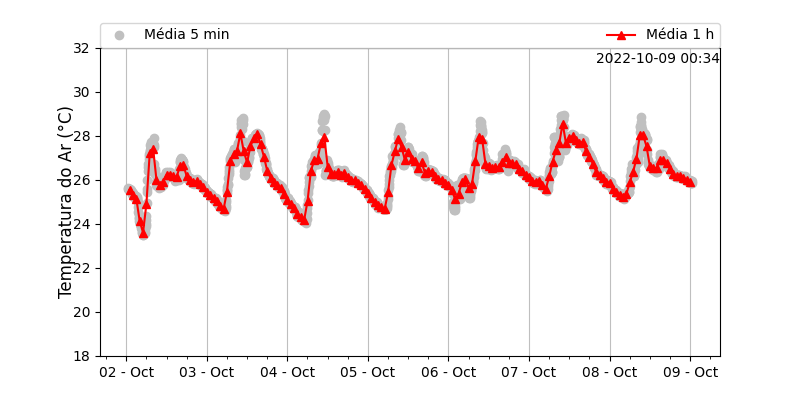 Média 5 min
Média 1 h
2022-10-09 00:34
Temperatura do Ar (°C)
32
30
28
26
24
22
20
18
02 - Oct
03 - Oct
04 - Oct
05 - Oct
06 - Oct
07 - Oct
08 - Oct
09 - Oct